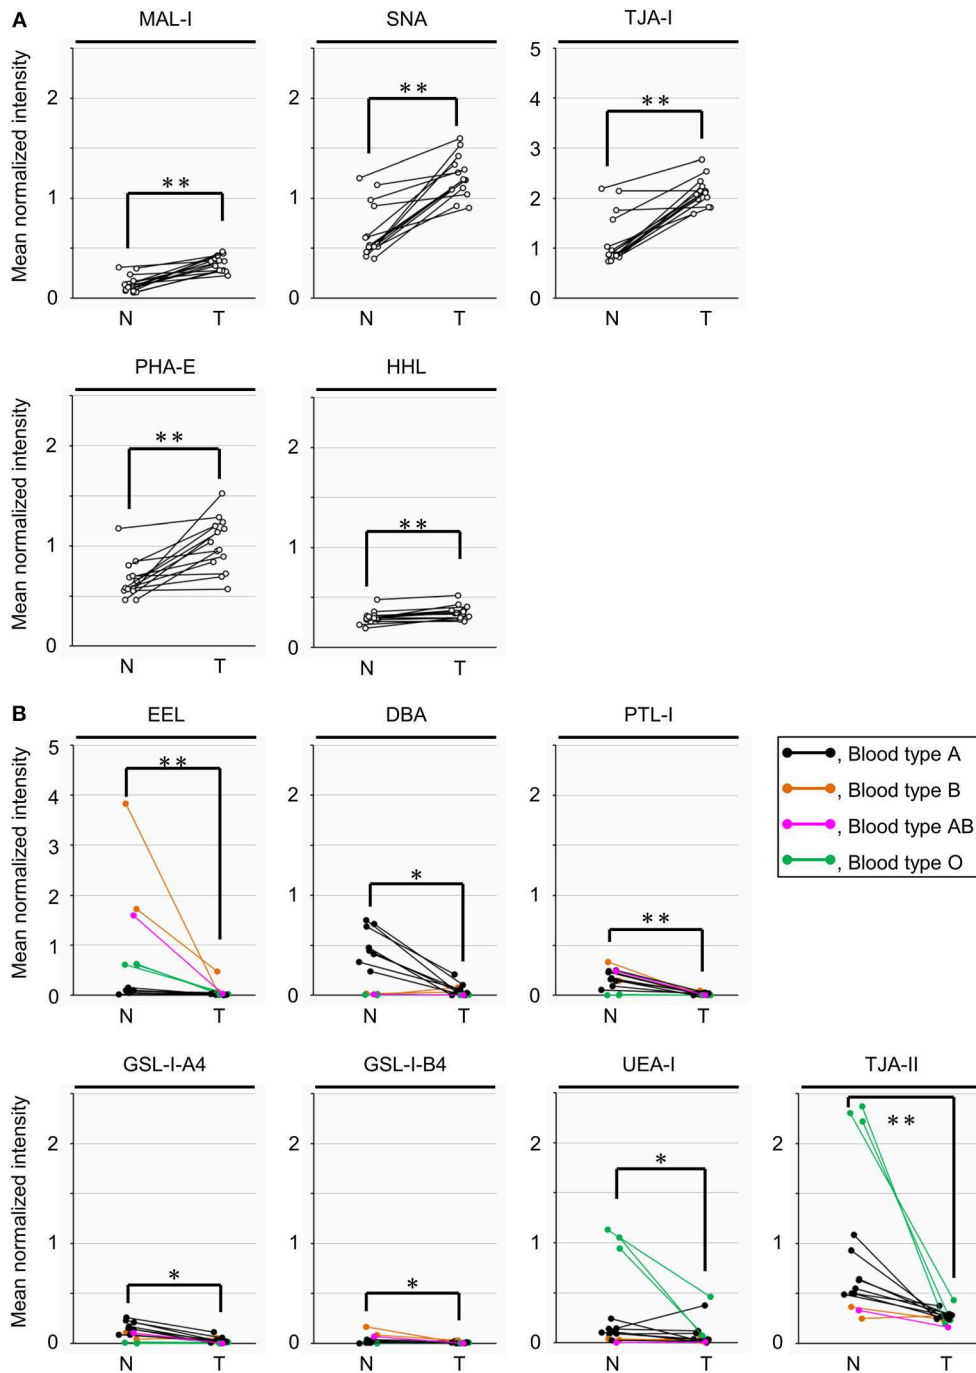 A
MAL-I SNA TJA-I
Mean normalized intensity
2 1 0
* *
N T
2 1 0
* *
N T
5 4 3 2 1 0
* *
N T
PHA-E HHL
Mean normalized intensity
2 1 0
* *
N T
2 1 0
* *
N T
B
EEL DBA PTL-I
Mean normalized intensity
5 4 3 2 1 0
* *
N T
2 1 0
*
N T
2 1 0
* *
N T
, Blood type A
, Blood type B
, Blood type AB
, Blood type O
GSL-I-A4 GSL-I-B4 UEA-I TJA-II
Mean normalized intensity
2 1 0
*
N T
2 1 0
*
N T
2 1 0
*
N T
2 1 0
* *
N T